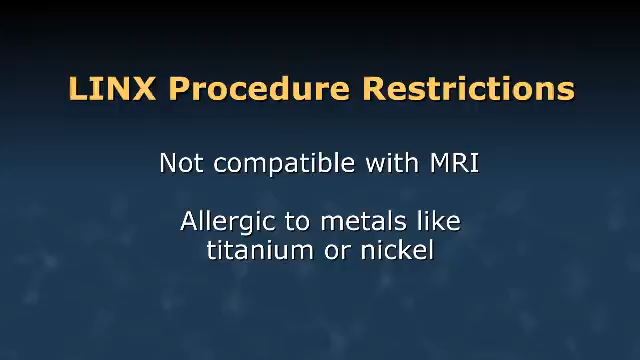 LINX Procedure Restrictions
Not compatible with MRI
Allergic to metals like
titanium or nickel